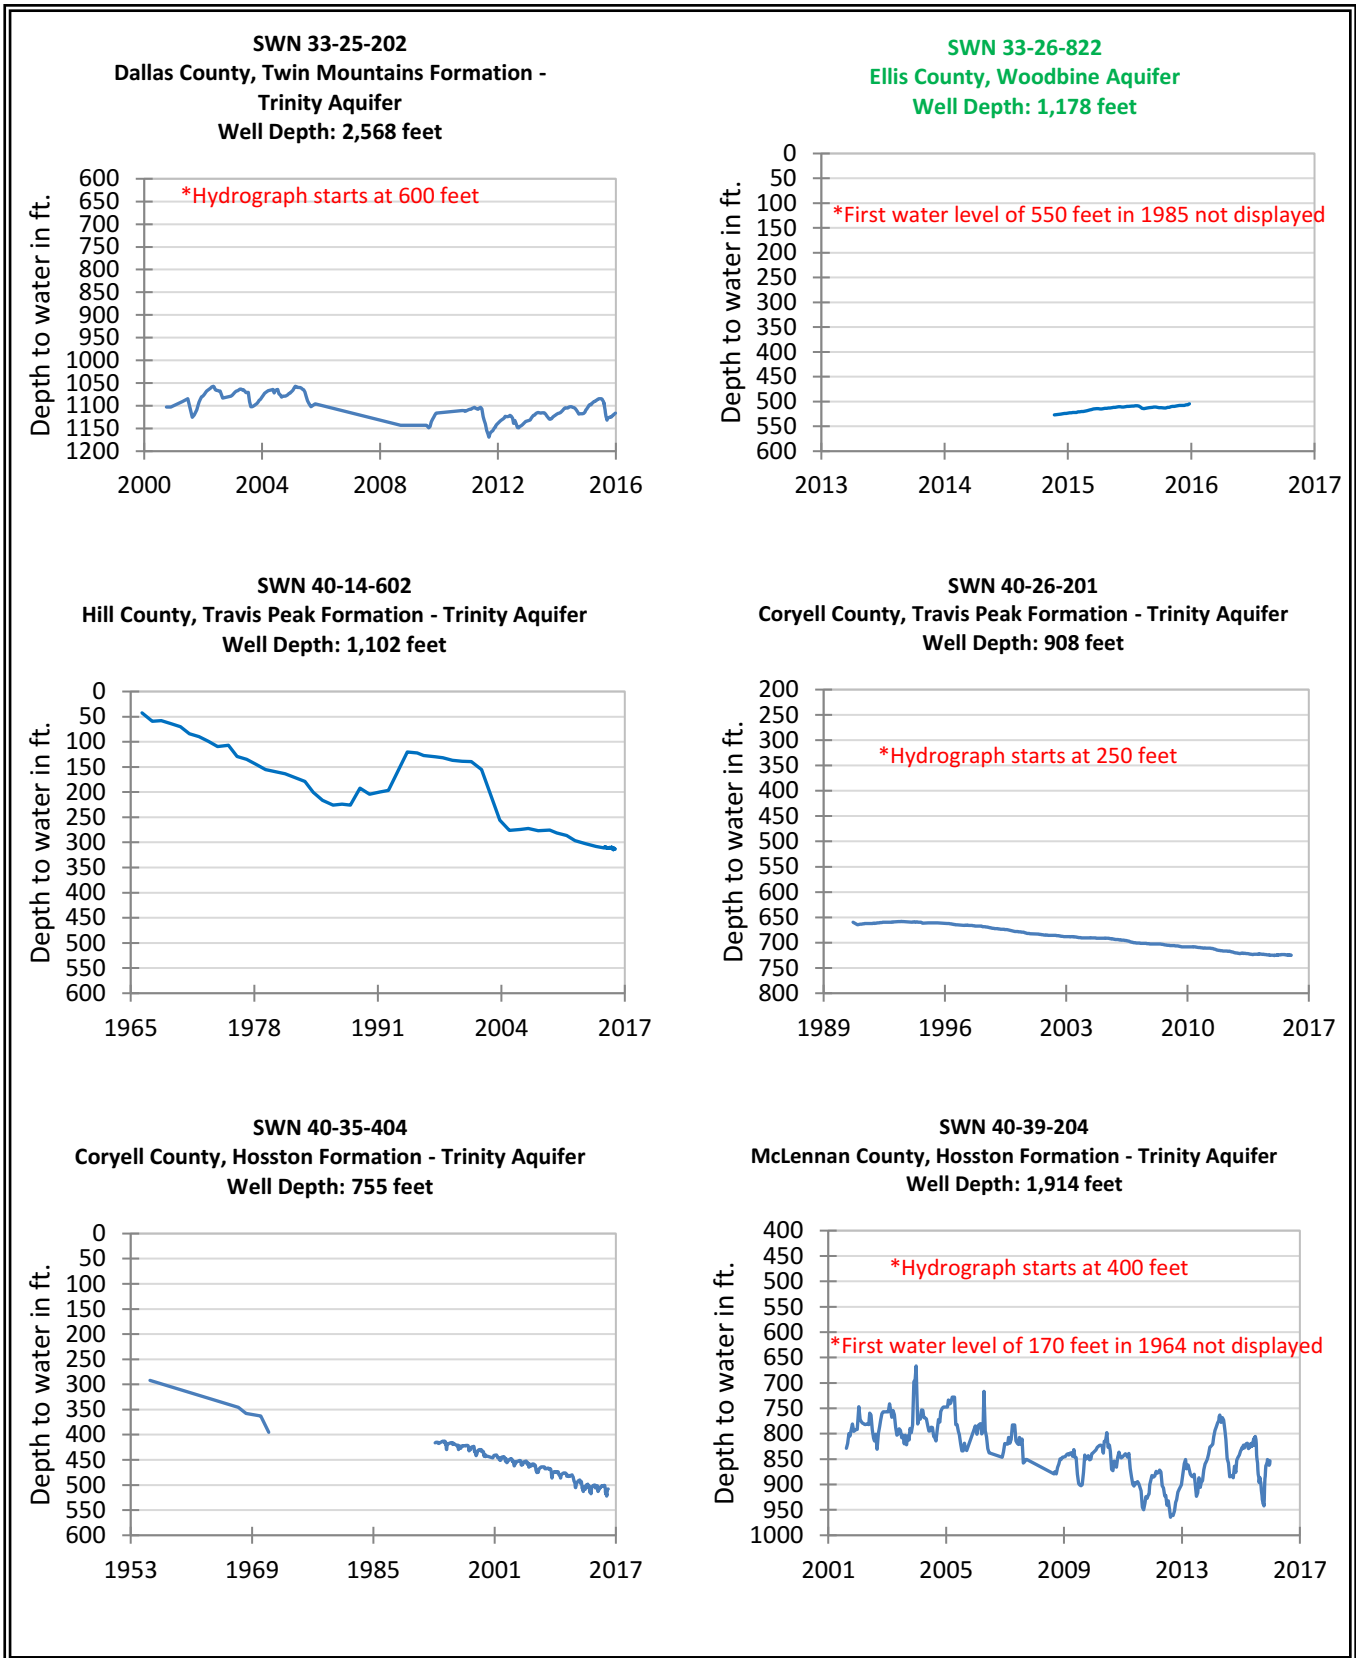 SWN 33-25-202
Dallas County, Twin Mountains Formation -
Trinity Aquifer
Well Depth: 2,568 feet
Depth to water in ft.
600
650
700
750
800
850
900
950
1000
1050
1100
1150
1200
*Hydrograph starts at 600 feet
2000 2004 2008 2012 2016
SWN 33-26-822
Ellis County, Woodbine Aquifer
Well Depth: 1,178 feet
Depth to water in ft.
0
50
100
150
200
250
300
350
400
450
500
550
600
*First water level of 550 feet in 1985 not displayed
2013 2014 2015 2016 2017
SWN 40-14-602
Hill County, Travis Peak Formation - Trinity Aquifer
Well Depth: 1,102 feet
Depth to water in ft.
0
50
100
150
200
250
300
350
400
450
500
550
600
1965 1978 1991 2004 2017
SWN 40-26-201
Coryell County, Travis Peak Formation - Trinity Aquifer
Well Depth: 908 feet
Depth to water in ft.
200
250
300
350
400
450
500
550
600
650
700
750
800
*Hydrograph starts at 250 feet
1989 1996 2003 2010 2017
SWN 40-35-404
Coryell County, Hosston Formation - Trinity Aquifer
Well Depth: 755 feet
Depth to water in ft.
0
50
100
150
200
250
300
350
400
450
500
550
600
1953 1969 1985 2001 2017
SWN 40-39-204
McLennan County, Hosston Formation - Trinity Aquifer
Well Depth: 1,914 feet
Depth to water in ft.
400
450
500
550
600
650
700
750
800
850
900
950
1000
*Hydrograph starts at 400 feet
*First water level of 170 feet in 1964 not displayed
2001 2005 2009 2013 2017